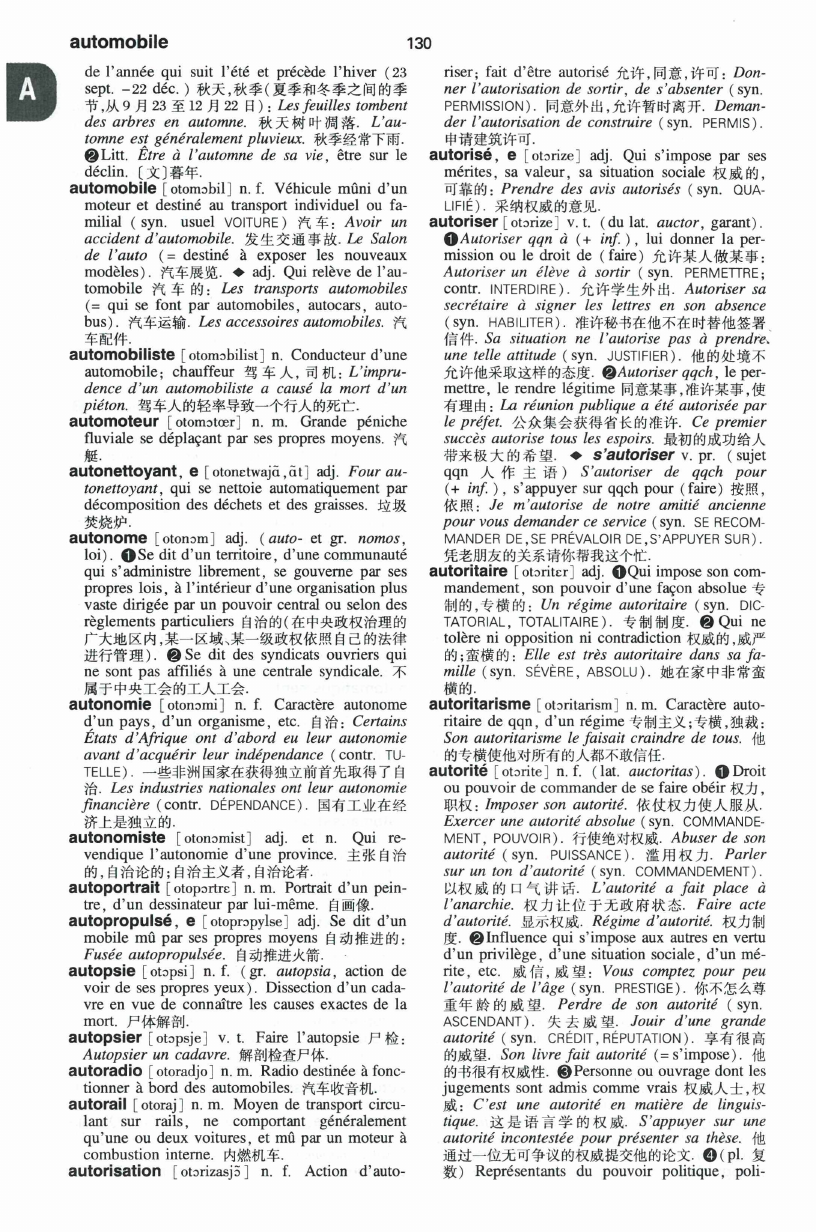 automobile
130
A
de l'année qui suit l'été et précède l'hiver (23
sept. –22 déc.) 秋天,秋季(夏季和冬季之间的季
节,从9月23至12月22日): Les feuilles tombent
des arbres en automne. 秋天树叶凋落. L'au-
tomne est généralement pluvieux. 秋季经常下雨.
❷Litt. Être à l'automne de sa vie, être sur le
déclin. 〔文〕暮年.
automobile [otomɔbil] n. f. Véhicule mûni d'un
moteur et destiné au transport individuel ou fa-
milial (syn. usuel VOITURE) 汽车: Avoir un
accident d'automobile. 发生交通事故. Le Salon
de l'auto (= destiné à exposer les nouveaux
modèles). 汽车展览. ◆ adj. Qui relève de l'au-
tomobile 汽车的: Les transports automobiles
(= qui se font par automobiles, autocars, auto-
bus). 汽车运输. Les accessoires automobiles. 汽
车配件.
automobiliste [otomɔbilist] n. Conducteur d'une
automobile; chauffeur 驾车人,司机: L'impru-
dence d'un automobiliste a causé la mort d'un
piéton. 驾车人的轻率导致一个行人的死亡.
automoteur [otomɔtœr] n. m. Grande péniche
fluviale se déplaçant par ses propres moyens. 汽
艇.
autonettoyant, e [otonɛtwajɑ̃,ɑ̃t] adj. Four au-
tonettoyant, qui se nettoie automatiquement par
décomposition des déchets et des graisses. 垃圾
焚烧炉.
autonome [otonɔm] adj. (auto- et gr. nomos,
loi). ❶Se dit d'un territoire, d'une communauté
qui s'administre librement, se gouverne par ses
propres lois, à l'intérieur d'une organisation plus
vaste dirigée par un pouvoir central ou selon des
règlements particuliers 自治的(在中央政权治理的
广大地区内,某一区域、某一级政权依照自己的法律
进行管理). ❷Se dit des syndicats ouvriers qui
ne sont pas affiliés à une centrale syndicale. 不
属于中央工会的工人工会.
autonomie [otonɔmi] n. f. Caractère autonome
d'un pays, d'un organisme, etc. 自治: Certains
États d'Afrique ont d'abord eu leur autonomie
avant d'acquérir leur indépendance (contr. TU-
TELLE). 一些非洲国家在获得独立前首先取得了自
治. Les industries nationales ont leur autonomie
financière (contr. DÉPENDANCE). 国有工业在经
济上是独立的.
autonomiste [otonɔmist] adj. et n. Qui re-
vendique l'autonomie d'une province. 主张自治
的,自治论的;自治主义者,自治论者.
autoportrait [otopɔrtrɛ] n. m. Portrait d'un pein-
tre, d'un dessinateur par lui-même. 自画像.
autopropulsé, e [otoprɔpylse] adj. Se dit d'un
mobile mû par ses propres moyens 自动推进的:
Fusée autopropulsée. 自动推进火箭.
autopsie [otɔpsi] n. f. (gr. autopsia, action de
voir de ses propres yeux). Dissection d'un cada-
vre en vue de connaître les causes exactes de la
mort. 尸体解剖.
autopsier [otɔpsje] v. t. Faire l'autopsie 尸检:
Autopsier un cadavre. 解剖检查尸体.
autoradio [otoradjo] n. m. Radio destinée à fonc-
tionner à bord des automobiles. 汽车收音机.
autorail [otoraj] n. m. Moyen de transport circu-
lant sur rails, ne comportant généralement
qu'une ou deux voitures, et mû par un moteur à
combustion interne. 内燃机车.
autorisation [otɔrizasjɔ̃] n. f. Action d'auto-
riser; fait d'être autorisé 允许,同意,许可: Don-
ner l'autorisation de sortir, de s'absenter (syn.
PERMISSION). 同意外出,允许暂时离开. Deman-
der l'autorisation de construire (syn. PERMIS).
申请建筑许可.
autorisé, e [otɔrize] adj. Qui s'impose par ses
mérites, sa valeur, sa situation sociale 权威的,
可靠的: Prendre des avis autorisés (syn. QUA-
LIFIÉ). 采纳权威的意见.
autoriser [otɔrize] v. t. (du lat. auctor, garant).
❶Autoriser qqn à (+ inf.), lui donner la per-
mission ou le droit de (faire) 允许某人做某事:
Autoriser un élève à sortir (syn. PERMETTRE;
contr. INTERDIRE). 允许学生外出. Autoriser sa
secrétaire à signer les lettres en son absence
(syn. HABILITER). 准许秘书在他不在时替他签署
信件. Sa situation ne l'autorise pas à prendre
une telle attitude (syn. JUSTIFIER). 他的处境不
允许他采取这样的态度. ❷Autoriser qqch, le per-
mettre, le rendre légitime 同意某事,准许某事,使
有理由: La réunion publique a été autorisée par
le préfet. 公众集会获得省长的准许. Ce premier
succès autorise tous les espoirs. 最初的成功给人
带来极大的希望. ◆ s'autoriser v. pr. (sujet
qqn 人作主语) S'autoriser de qqch pour
(+ inf.), s'appuyer sur qqch pour (faire) 按照,
依照: Je m'autorise de notre amitié ancienne
pour vous demander ce service (syn. SE RECOM-
MANDER DE,SE PRÉVALOIR DE,S'APPUYER SUR).
凭老朋友的关系请你帮我这个忙.
autoritaire [otɔritɛr] adj. ❶Qui impose son com-
mandement, son pouvoir d'une façon absolue 专
制的,专横的: Un régime autoritaire (syn. DIC-
TATORIAL, TOTALITAIRE). 专制制度. ❷Qui ne
tolère ni opposition ni contradiction 权威的,威严
的;蛮横的: Elle est très autoritaire dans sa fa-
mille (syn. SÉVÈRE, ABSOLU). 她在家中非常蛮
横的.
autoritarisme [otɔritarism] n. m. Caractère auto-
ritaire de qqn, d'un régime 专制主义;专横,独裁:
Son autoritarisme le faisait craindre de tous. 他
的专横使他对所有的人都不敢信任.
autorité [otɔrite] n. f. (lat. auctoritas). ❶Droit
ou pouvoir de commander de se faire obéir 权力,
职权: Imposer son autorité. 依仗权力使人服从.
Exercer une autorité absolue (syn. COMMANDE-
MENT, POUVOIR). 行使绝对权威. Abuser de son
autorité (syn. PUISSANCE). 滥用权力. Parler
sur un ton d'autorité (syn. COMMANDEMENT).
以权威的口气讲话. L'autorité a fait place à
l'anarchie. 权力让位于无政府状态. Faire acte
d'autorité. 显示权威. Régime d'autorité. 权力制
度. ❷Influence qui s'impose aux autres en vertu
d'un privilège, d'une situation sociale, d'un mé-
rite, etc. 威信,威望: Vous comptez pour peu
l'autorité de l'âge (syn. PRESTIGE). 你不怎么尊
重年龄的威望. Perdre de son autorité (syn.
ASCENDANT). 失去威望. Jouir d'une grande
autorité (syn. CRÉDIT,RÉPUTATION). 享有很高
的威望. Son livre fait autorité (= s'impose). 他
的书很有权威性. ❸Personne ou ouvrage dont les
jugements sont admis comme vrais 权威人士,权
威: C'est une autorité en matière de linguis-
tique. 这是语言学的权威. S'appuyer sur une
autorité incontestée pour présenter sa thèse. 他
通过一位无可争议的权威提交他的论文. ❹(pl. 复
数) Représentants du pouvoir politique, poli-